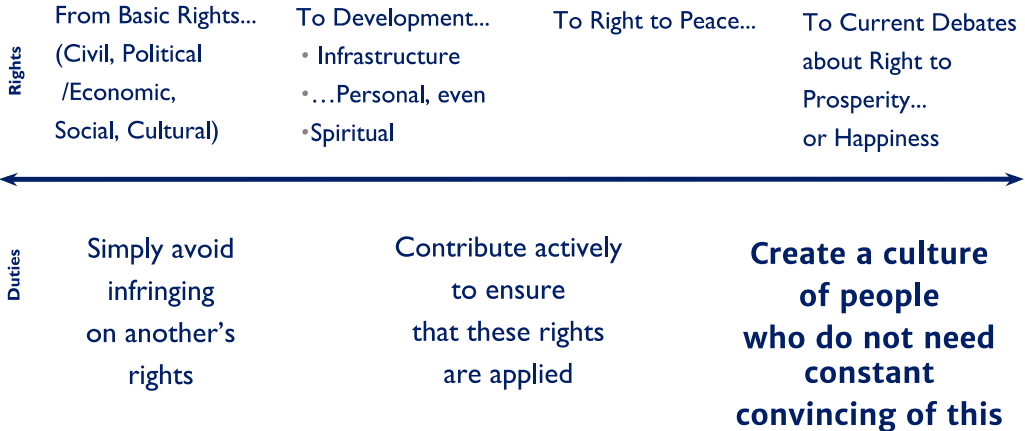 Rights
From Basic Rights...
(Civil, Political
/Economic,
Social, Cultural)
To Development...
• Infrastructure
•...Personal, even
•Spiritual
To Right to Peace...
To Current Debates
about Right to
Prosperity...
or Happiness
Duties
Simply avoid
infringing
on another’s
rights
Contribute actively
to ensure
that these rights
are applied
Create a culture
of people
who do not need
constant
convincing of this